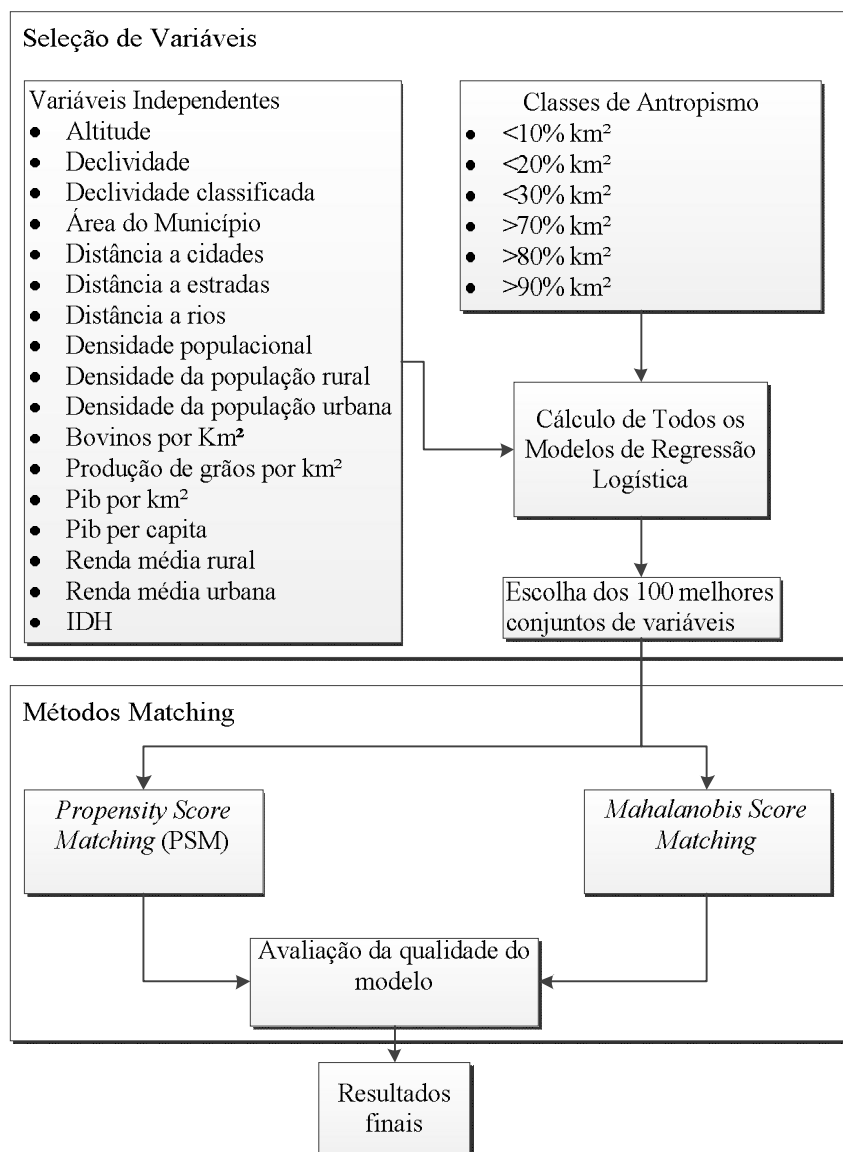 Seleção de Variáveis
Variáveis Independentes
• Altitude
• Declividade
• Declividade classificada
• Área do Município
• Distância a cidades
• Distância a estradas
• Distância a rios
• Densidade populacional
• Densidade da população rural
• Densidade da população urbana
• Bovinos por Km²
• Produção de grãos por km²
• Pib por km²
• Pib per capita
• Renda média rural
• Renda média urbana
• IDH
Classes de Antropismo
• <10% km²
• <20% km²
• <30% km²
• >70% km²
• >80% km²
• >90% km²
Cálculo de Todos os
Modelos de Regressão
Logística
Escolha dos 100 melhores
conjuntos de variáveis
Métodos Matching
Propensity Score
Matching (PSM)
Mahalanobis Score
Matching
Avaliação da qualidade do
modelo
Resultados
finais